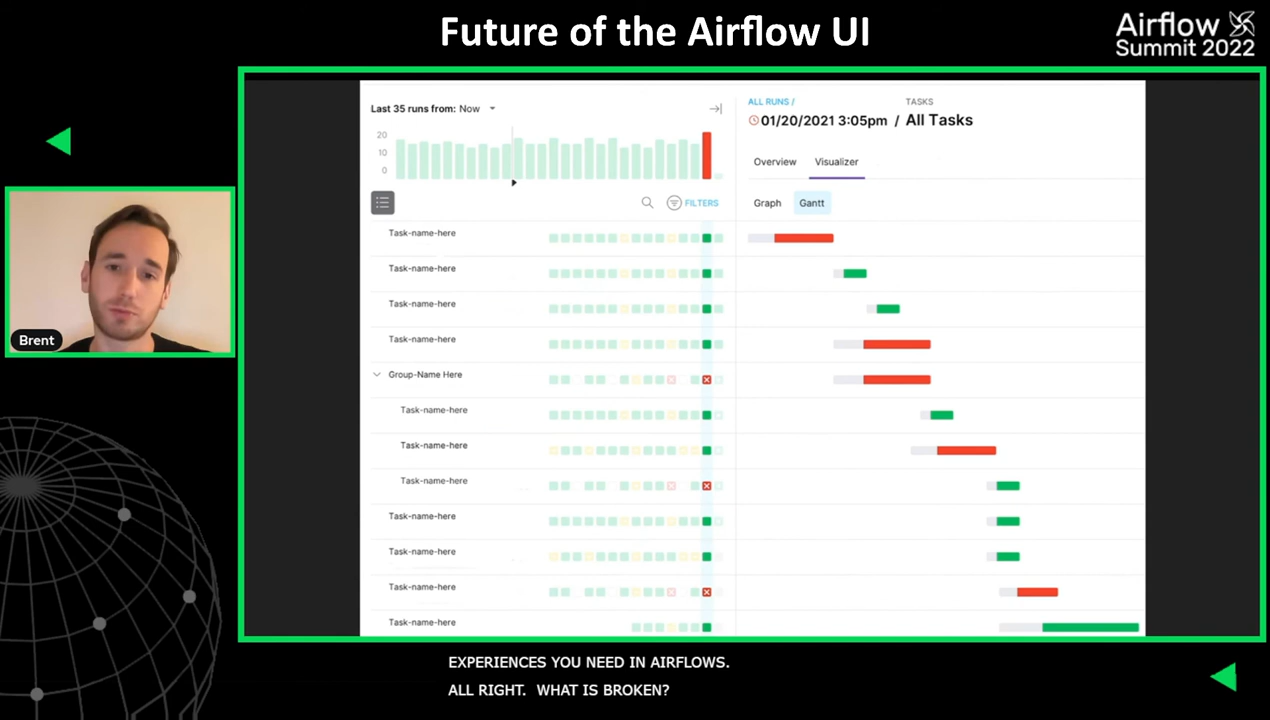 Future of the Airflow UI
Airflow
Summit 2022
Brent
Last 35 runs from: Now
20
10
0
FILTERS
Task-name-here
Task-name-here
Task-name-here
Task-name-here
Group-Name Here
Task-name-here
Task-name-here
Task-name-here
Task-name-here
Task-name-here
Task-name-here
Task-name-here
ALL RUNS / TASKS
01/20/2021 3:05pm / All Tasks
Overview Visualizer
Graph Gantt
EXPERIENCES YOU NEED IN AIRFLOWS.
ALL RIGHT.  WHAT IS BROKEN?